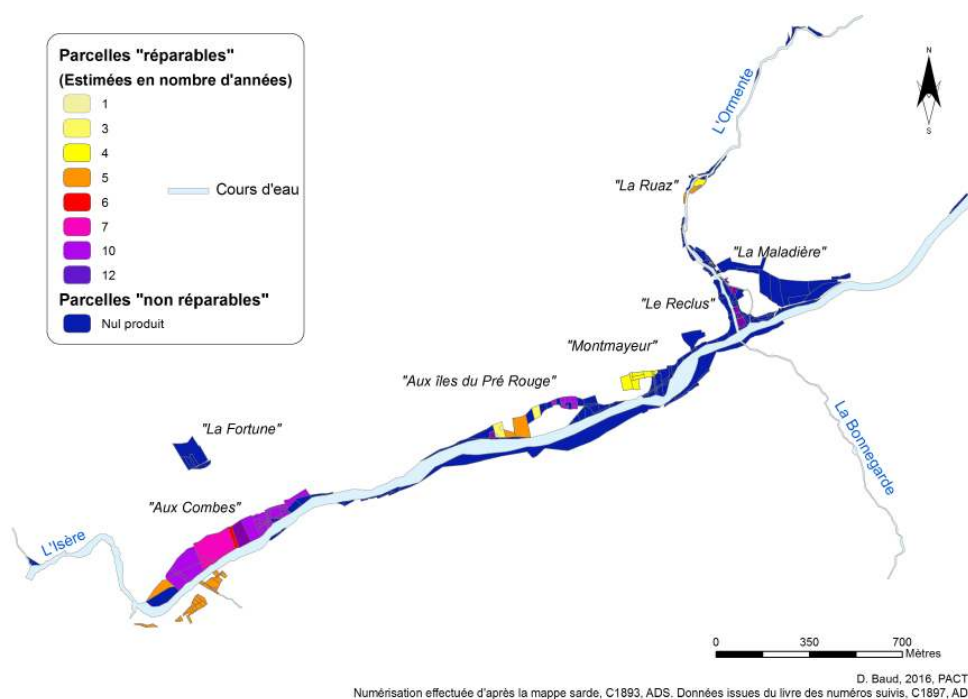 Parcelles "réparables"
(Estimées en nombre d'années)
1
3
4
5
6
7
10
12
Cours d'eau
Parcelles "non réparables"
Nul produit
N
S
L'Ormente
"La Ruaz"
"La Maladière"
"Le Reclus"
"Montmayeur"
"Aux îles du Pré Rouge"
La Bonnegarde
"La Fortune"
"Aux Combes"
L'Isère
0 350 700
Mètres
D. Baud, 2016, PACT
Numérisation effectuée d'après la mappe sarde, C1893, ADS. Données issues du livre des numéros suivis, C1897, AD